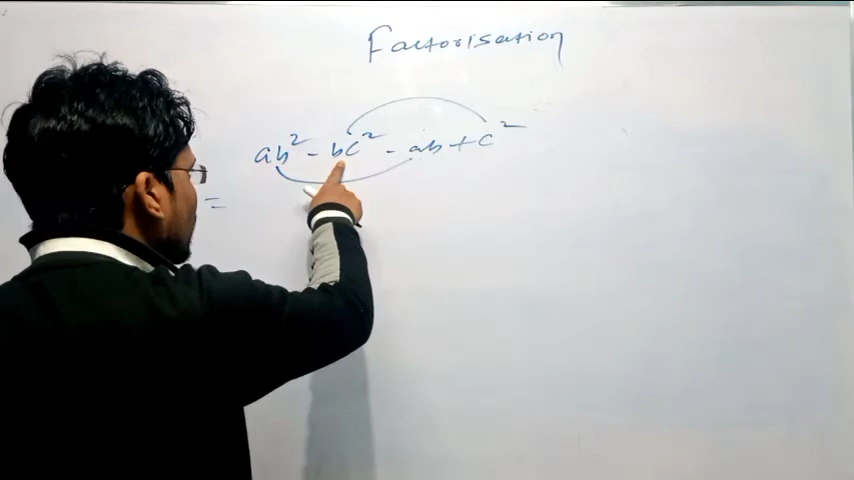 Factorisation
ab² - bc² - ab + c²
=